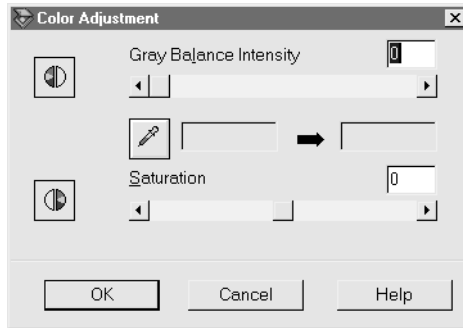 Color Adjustment
Gray Balance Intensity 0
Saturation 0
OK Cancel Help